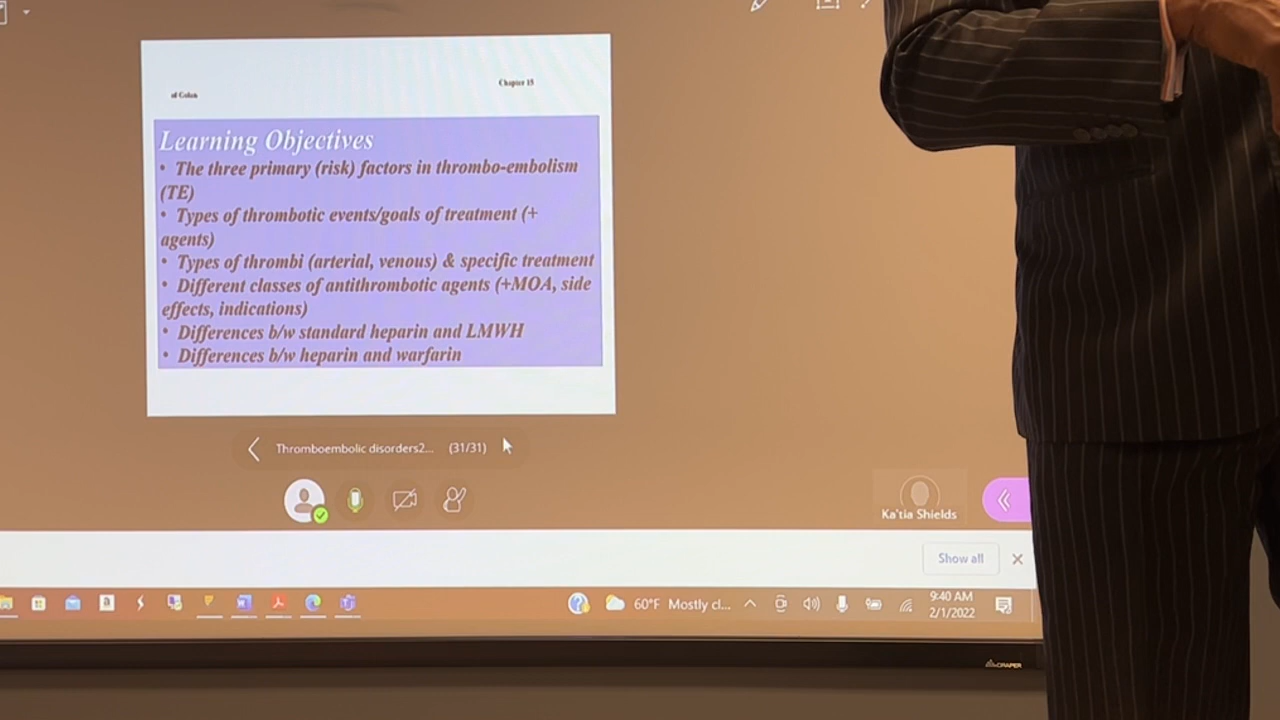 Chapter 15
of Golan
Learning Objectives
• The three primary (risk) factors in thrombo-embolism
(TE)
• Types of thrombotic events/goals of treatment (+
agents)
• Types of thrombi (arterial, venous) & specific treatment
• Different classes of antithrombotic agents (+MOA, side
effects, indications)
• Differences b/w standard heparin and LMWH
• Differences b/w heparin and warfarin
Thromboembolic disorders2... (31/31)
Ka'tia Shields
Show all
60°F Mostly cl...
9:40 AM
2/1/2022
DRAPER